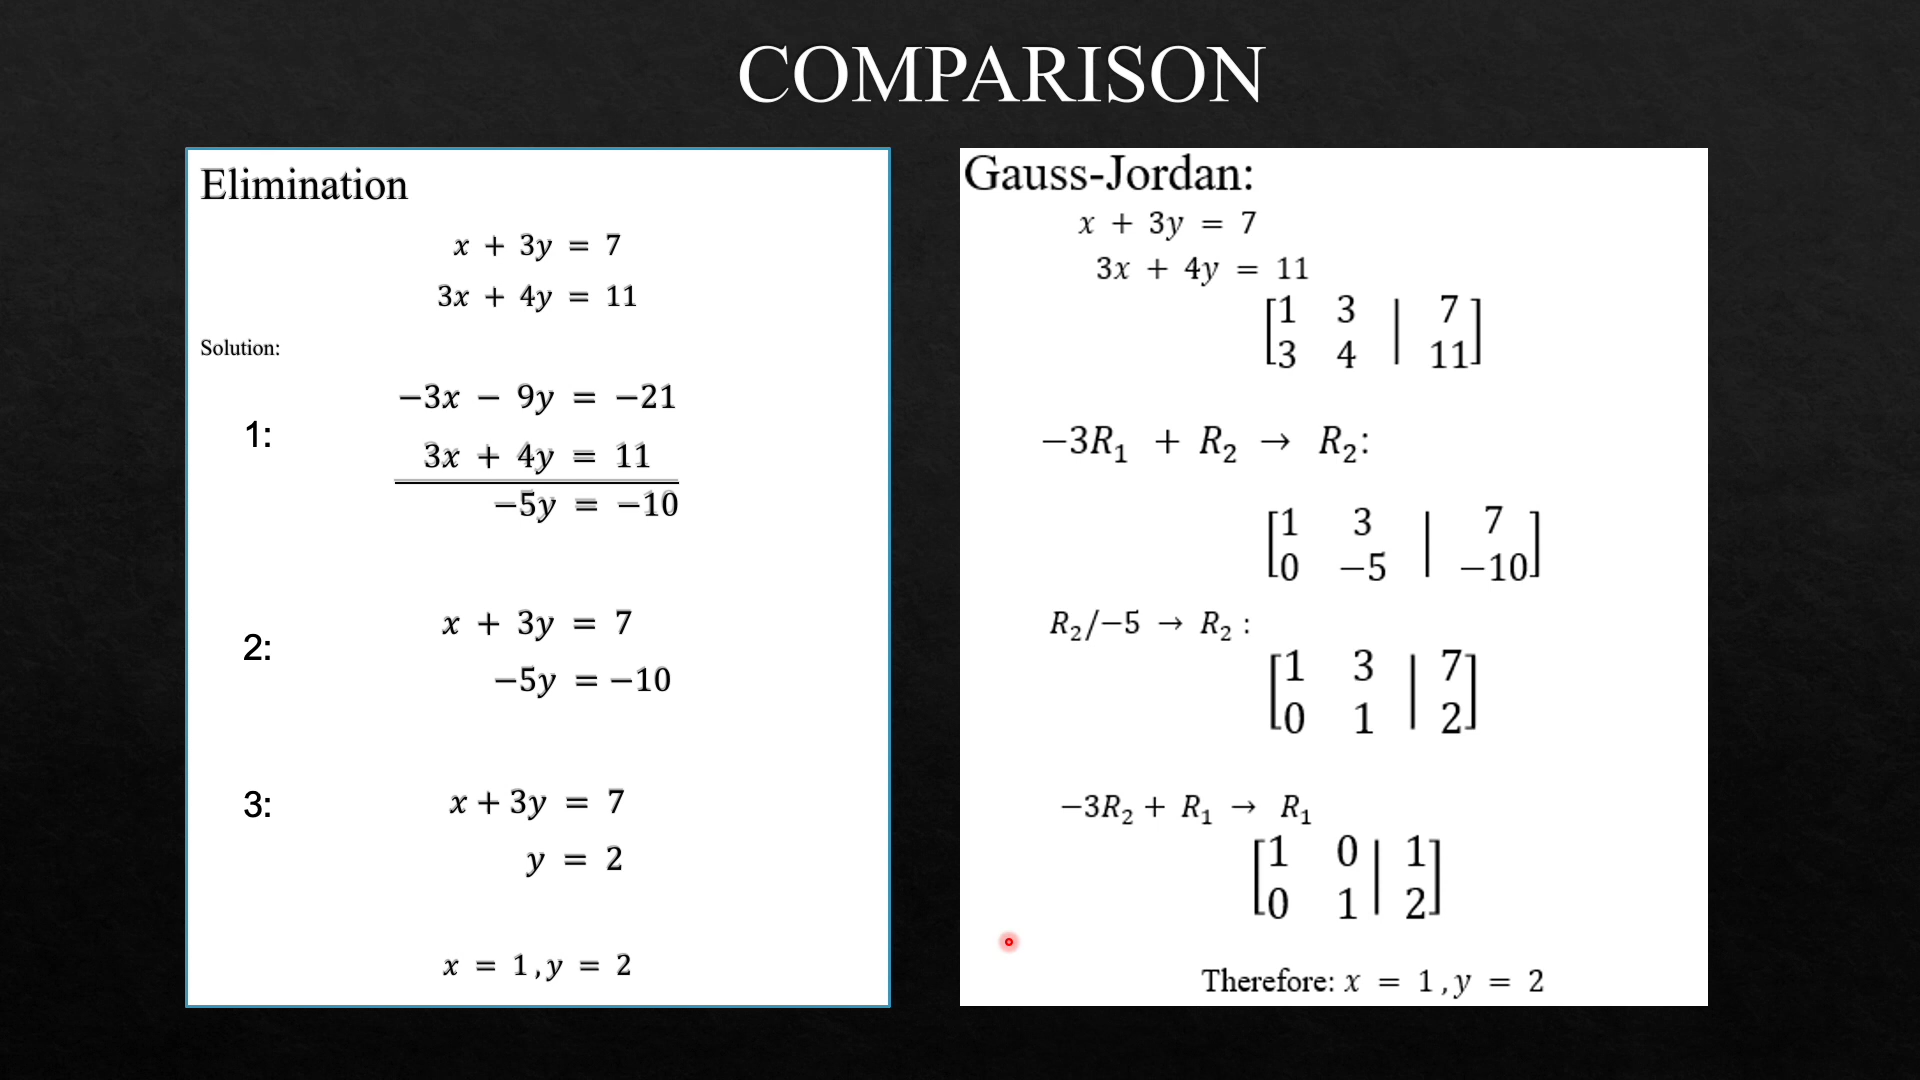 COMPARISON
Elimination
x + 3y = 7
3x + 4y = 11
Solution:
1:
−3x − 9y = −21
3x + 4y = 11
−5y = −10
2:
x + 3y = 7
−5y = −10
3:
x + 3y = 7
y = 2
x = 1, y = 2
Gauss-Jordan:
x + 3y = 7
3x + 4y = 11
[1 3 | 7]
[3 4 | 11]
−3R₁ + R₂ → R₂:
[1 3 | 7]
[0 −5 | −10]
R₂/−5 → R₂ :
[1 3 | 7]
[0 1 | 2]
−3R₂ + R₁ → R₁
[1 0 | 1]
[0 1 | 2]
Therefore: x = 1, y = 2